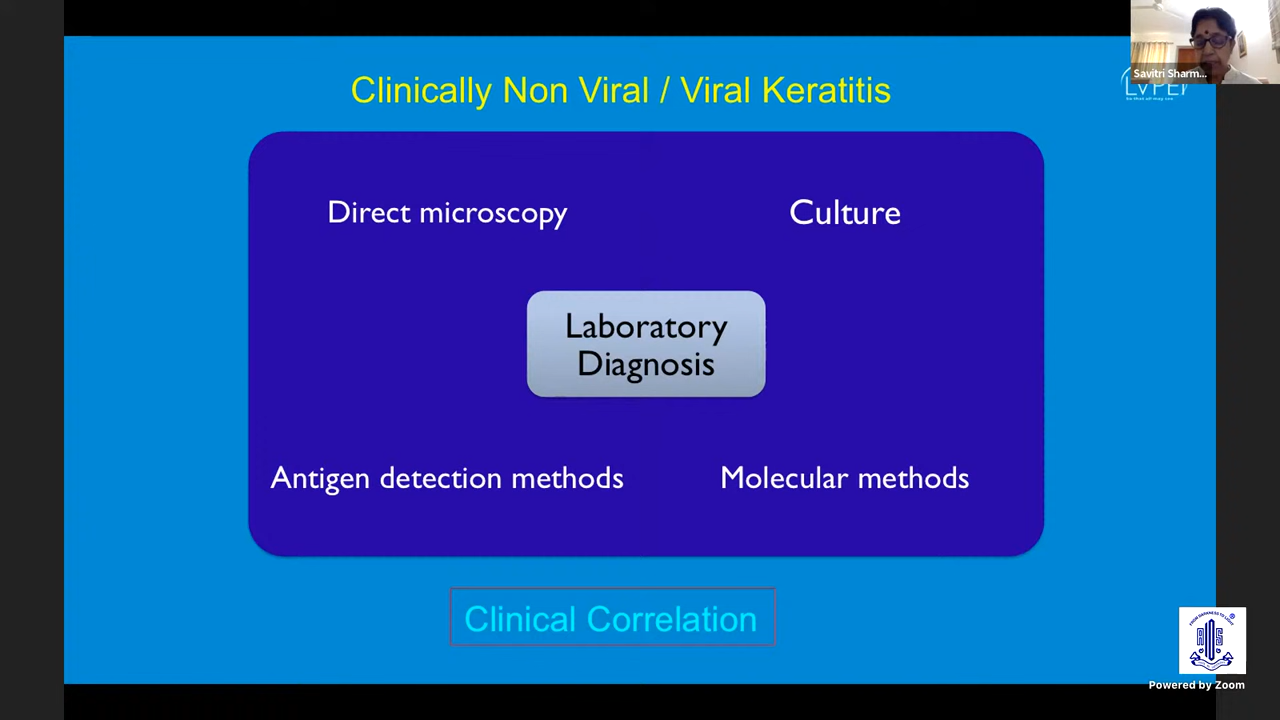 Clinically Non Viral / Viral Keratitis
Savitri Sharm...
LVPEI
Direct microscopy
Culture
Laboratory
Diagnosis
Antigen detection methods
Molecular methods
Clinical Correlation
Powered by Zoom